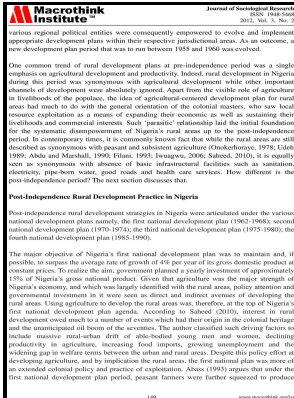 Macrothink
Institute™
Journal of Sociological Research
ISSN 1948-5468
2012, Vol. 3, No. 2
various regional political entities were consequently empowered to evolve and implement
appropriate development plans within their respective jurisdictional areas. As an outcome, a
new development plan period that was to run between 1955 and 1960 was evolved.
One common trend of rural development plans at pre-independence period was a single
emphasis on agricultural development and productivity. Indeed, rural development in Nigeria
during this period was synonymous with agricultural development while other important
channels of development were absolutely ignored. Apart from the visible role of agriculture
in livelihoods of the populace, the idea of agricultural-centered development plan for rural
areas had much to do with the general orientation of the colonial masters, who saw local
resource exploitation as a means of expanding their economy as well as sustaining their
livelihood and commercial interests. Such 'parasitic' relationship laid the initial foundation
for the systematic disempowerment of Nigeria's rural areas up to the post-independence
period. In contemporary times, it is commonly known fact that while the rural areas are still
described as synonymous with peasant and subsistent agriculture (Onokerhoraye, 1978; Udeh
1989; Abdu and Marshall, 1990; Filani, 1993; Iwuagwu, 2006; Saheed, 2010), it is equally
seen as synonymous with absence of basic infrastructural facilities such as sanitation,
electricity, pipe-born water, good roads and health care services. How different is the
post-independence period? The next section discusses that.
Post-Independence Rural Development Practice in Nigeria
Post-independence rural development strategies in Nigeria were articulated under the various
national development plans namely, the first national development plan (1962-1968); second
national development plan (1970-1974); the third national development plan (1975-1980); the
fourth national development plan (1985-1990).
The major objective of Nigeria's first national development plan was to maintain and, if
possible, to surpass the average growth rate of 4% per year of its gross domestic product at
constant prices. To realize the aim, government planned a yearly investment of approximately
15% of Nigeria's gross national product. Given that agriculture was the major strength of
Nigeria's economy, and which was largely identified with the rural areas, policy attention and
governmental investment in it were seen as direct and indirect avenues of developing the
rural areas. Using agriculture to develop the rural areas was, therefore, at the top of Nigeria's
first national development plan agenda. According to Saheed (2010), interest in rural
development owed much to a number of events which had their origin in the colonial heritage
and the unanticipated oil boom of the seventies. The author classified such driving factors to
include massive rural-urban drift of able-bodied young men and women, declining
productivity in agriculture, increasing food imports, growing unemployment and the
widening gap in welfare terms between the urban and rural areas. Despite this policy effort at
developing agriculture, and by implication the rural areas, the first national plan was more of
an extended colonial policy and practice of exploitation. Abass (1993) argues that under the
first national development plan period, peasant farmers were further squeezed to produce
149
www.macrothink.org/jsr